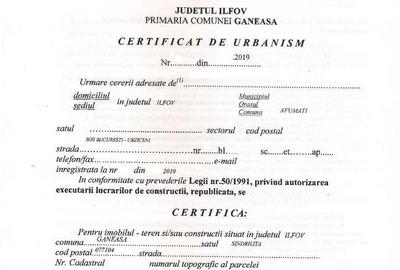 JUDETUL ILFOV
PRIMARIA COMUNEI GANEASA
CERTIFICAT DE URBANISM
Nr..........din...........2019
Urmare cererii adresate de(1)
domiciliul Municipiul
sediul in judetul ILFOV Orasul
Comuna AFUMATI
satul ................................ sectorul cod postal
SOS BUCURESTI - URZICENI
strada.................................nr.......bl..........sc......et......ap......
telefon/fax...............................e-mail
inregistrata la nr din 2019
In conformitate cu prevederile Legii nr.50/1991, privind autorizarea
executarii lucrarilor de constructii, republicata, se
CERTIFICA:
Pentru imobilul - teren si/sau constructii situat in judetul ILFOV
comuna GANEASA satul SINDRILITA
cod postal 077104 strada
Nr. Cadastral numarul topografic al parcelei